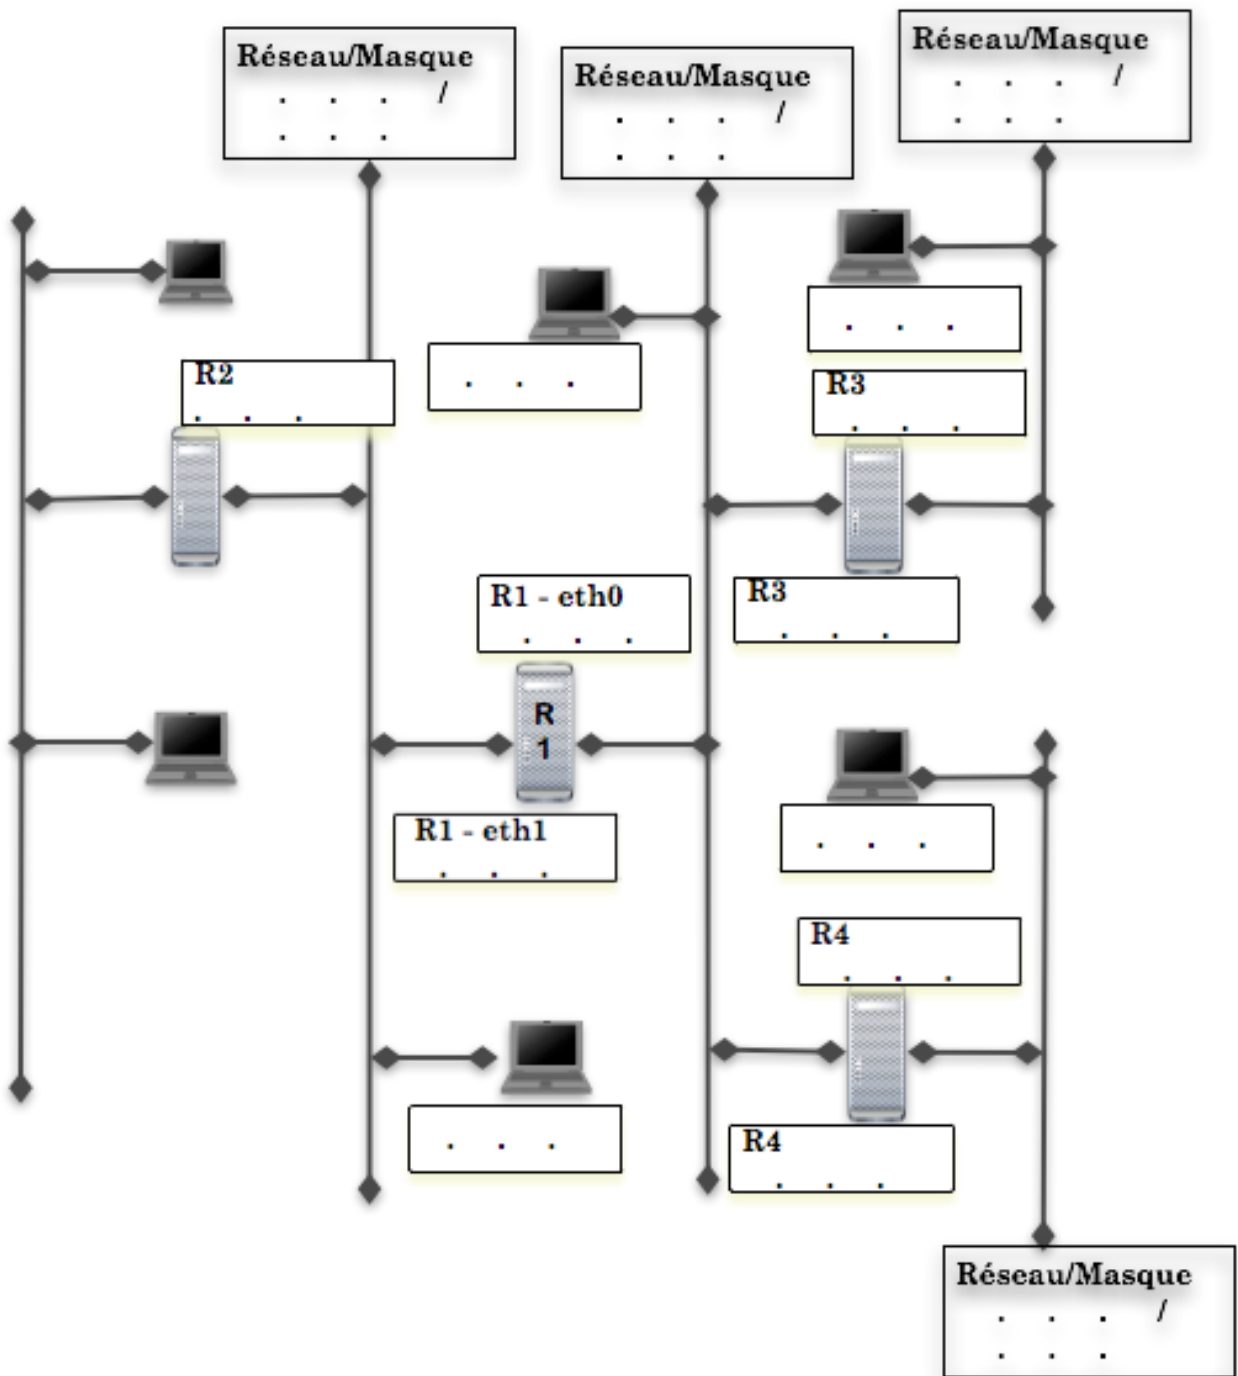 Réseau/Masque
. . . /
. . .
Réseau/Masque
. . . /
. . .
Réseau/Masque
. . . /
. . .
. . .
. . .
R2
. . .
R3
. . .
R1 - eth0
. . .
R3
. . .
R
1
R1 - eth1
. . .
. . .
R4
. . .
. . .
R4
. . .
Réseau/Masque
. . . /
. . .